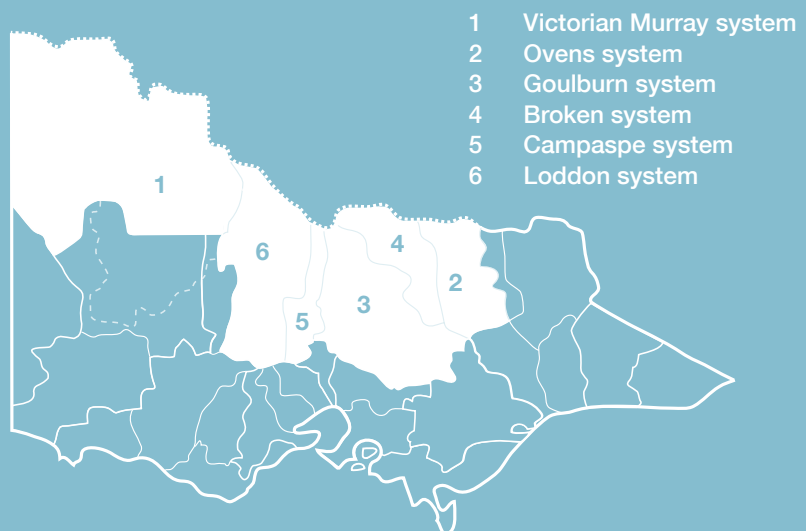 1 Victorian Murray system
2 Ovens system
3 Goulburn system
4 Broken system
5 Campaspe system
6 Loddon system
1
4
6
2
3
5